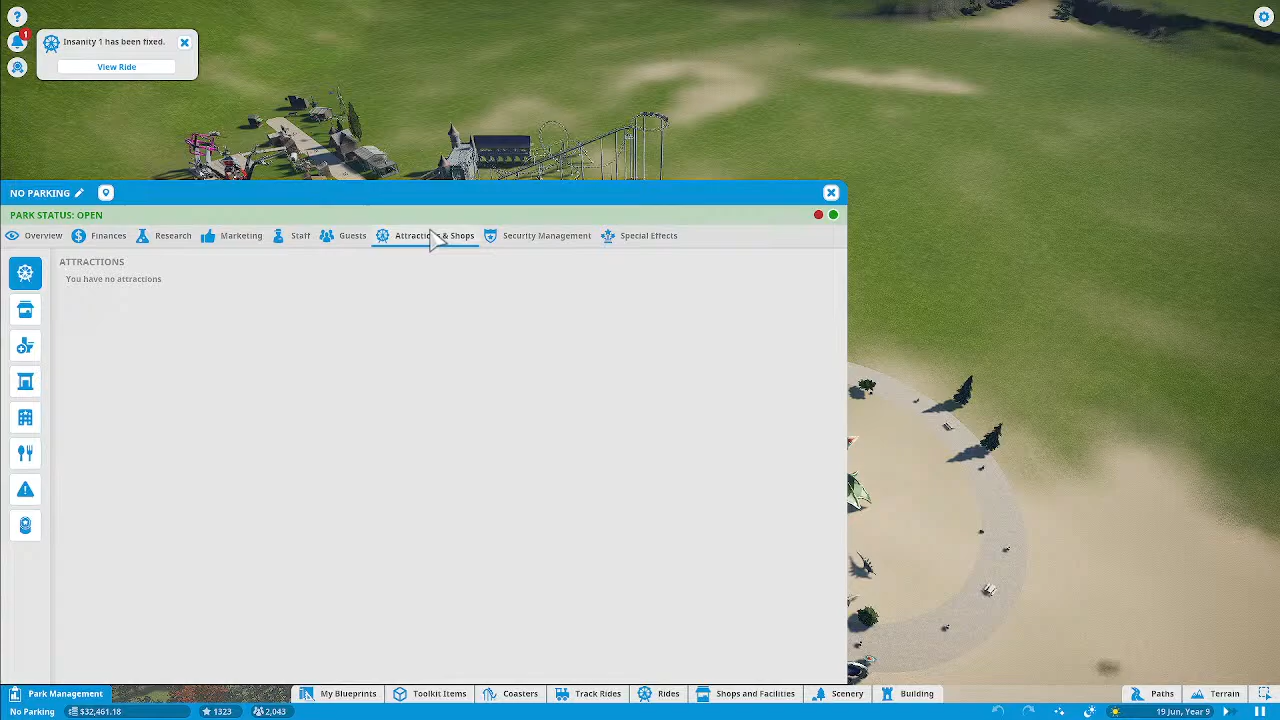 ?
1
Insanity 1 has been fixed.
View Ride
NO PARKING
PARK STATUS: OPEN
Overview Finances Research Marketing Staff Guests Attractions & Shops Security Management Special Effects
ATTRACTIONS
You have no attractions
Park Management My Blueprints Toolkit Items Coasters Track Rides Rides Shops and Facilities Scenery Building Paths Terrain
No Parking $32,461.18 1323 2,043 19 Jun, Year 9